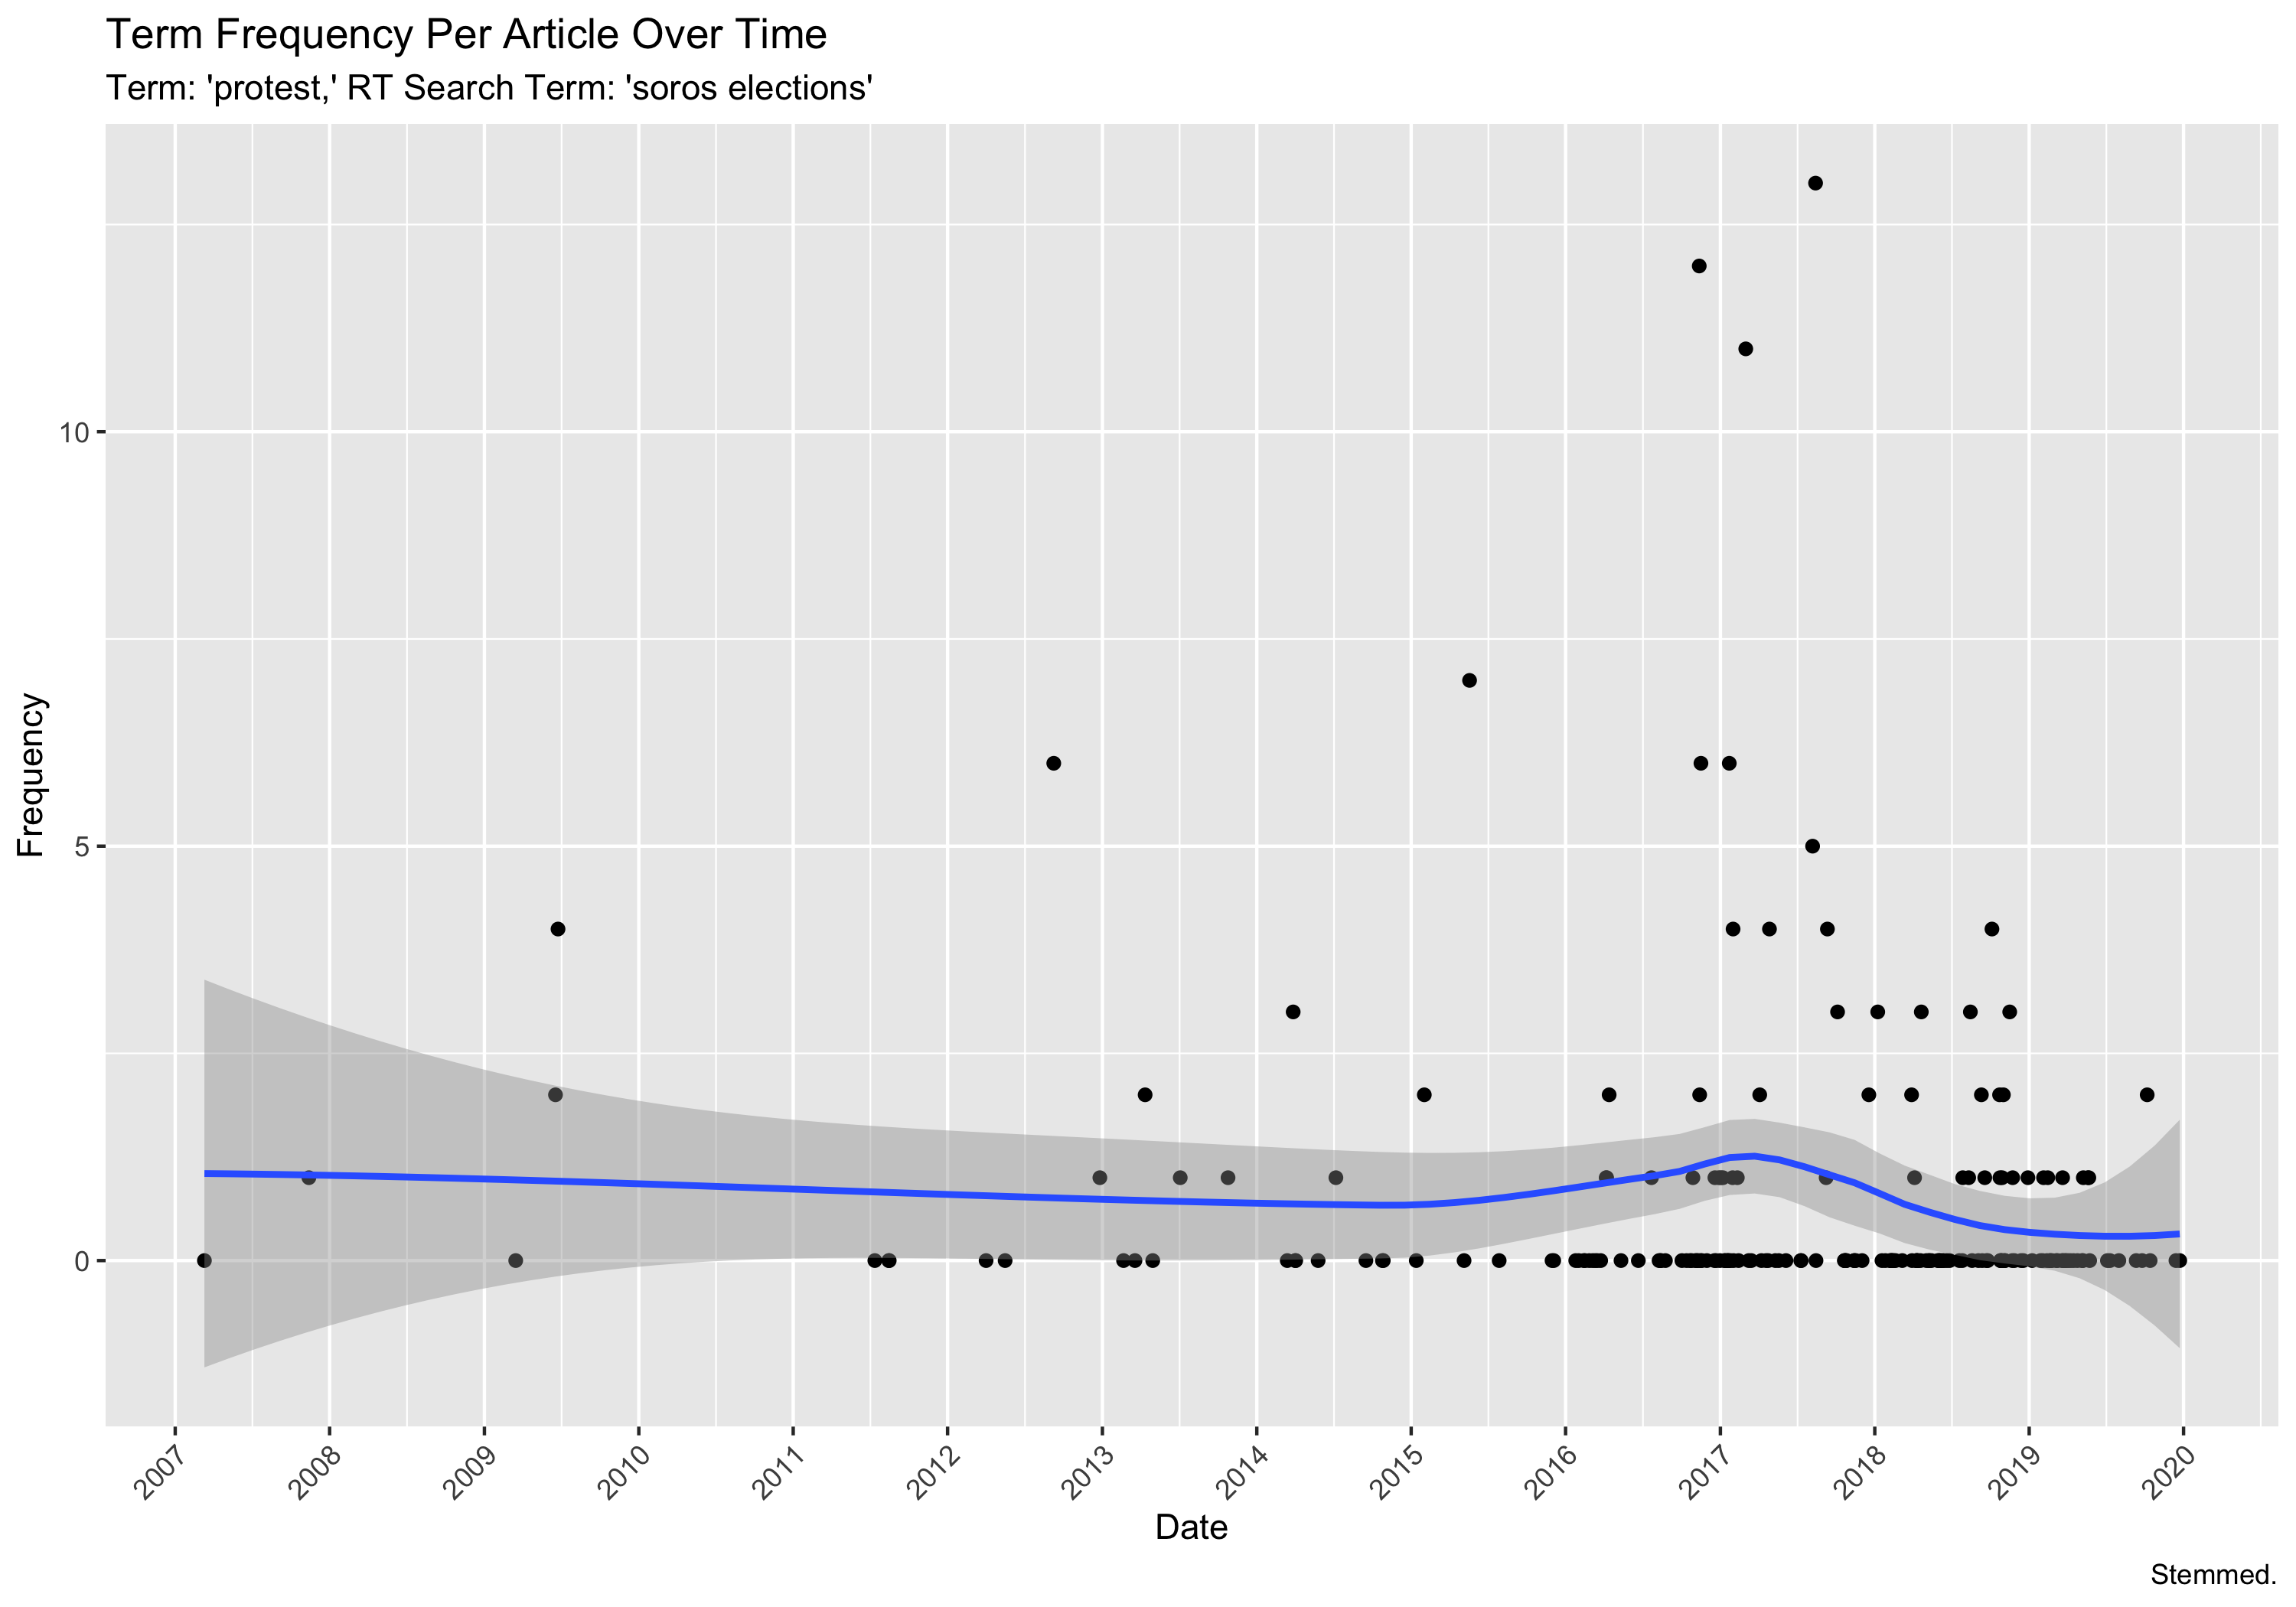 Term Frequency Per Article Over Time
Term: 'protest,' RT Search Term: 'soros elections'
Frequency
10
5
0
2007 2008 2009 2010 2011 2012 2013 2014 2015 2016 2017 2018 2019 2020
Date
Stemmed.